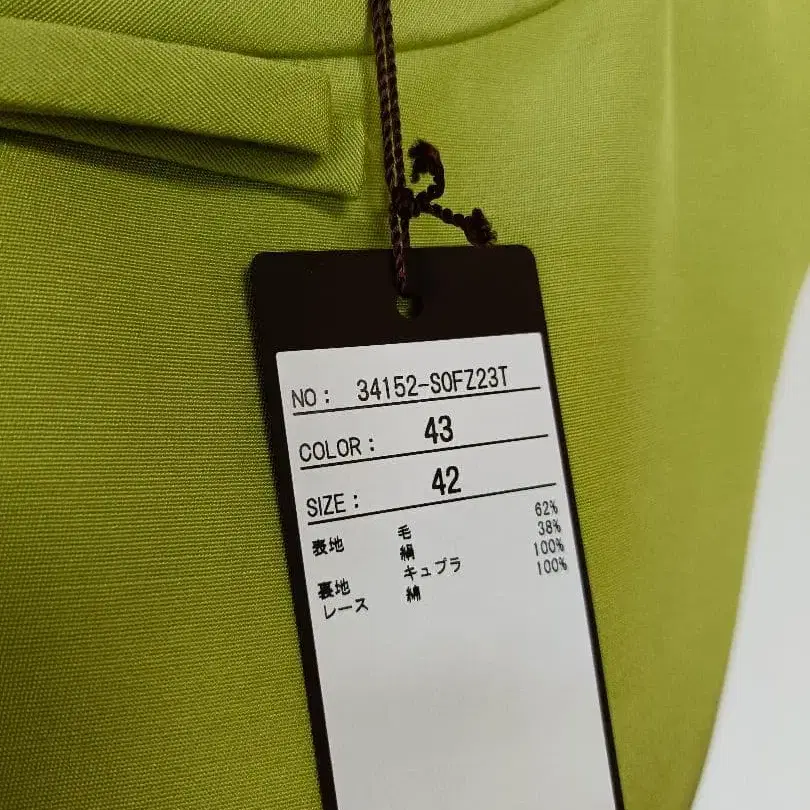 NO： 34152-S0FZ23T
COLOR： 43
SIZE： 42
表地 毛 62%
絹 38%
裏地 キュプラ 100%
レース 綿 100%